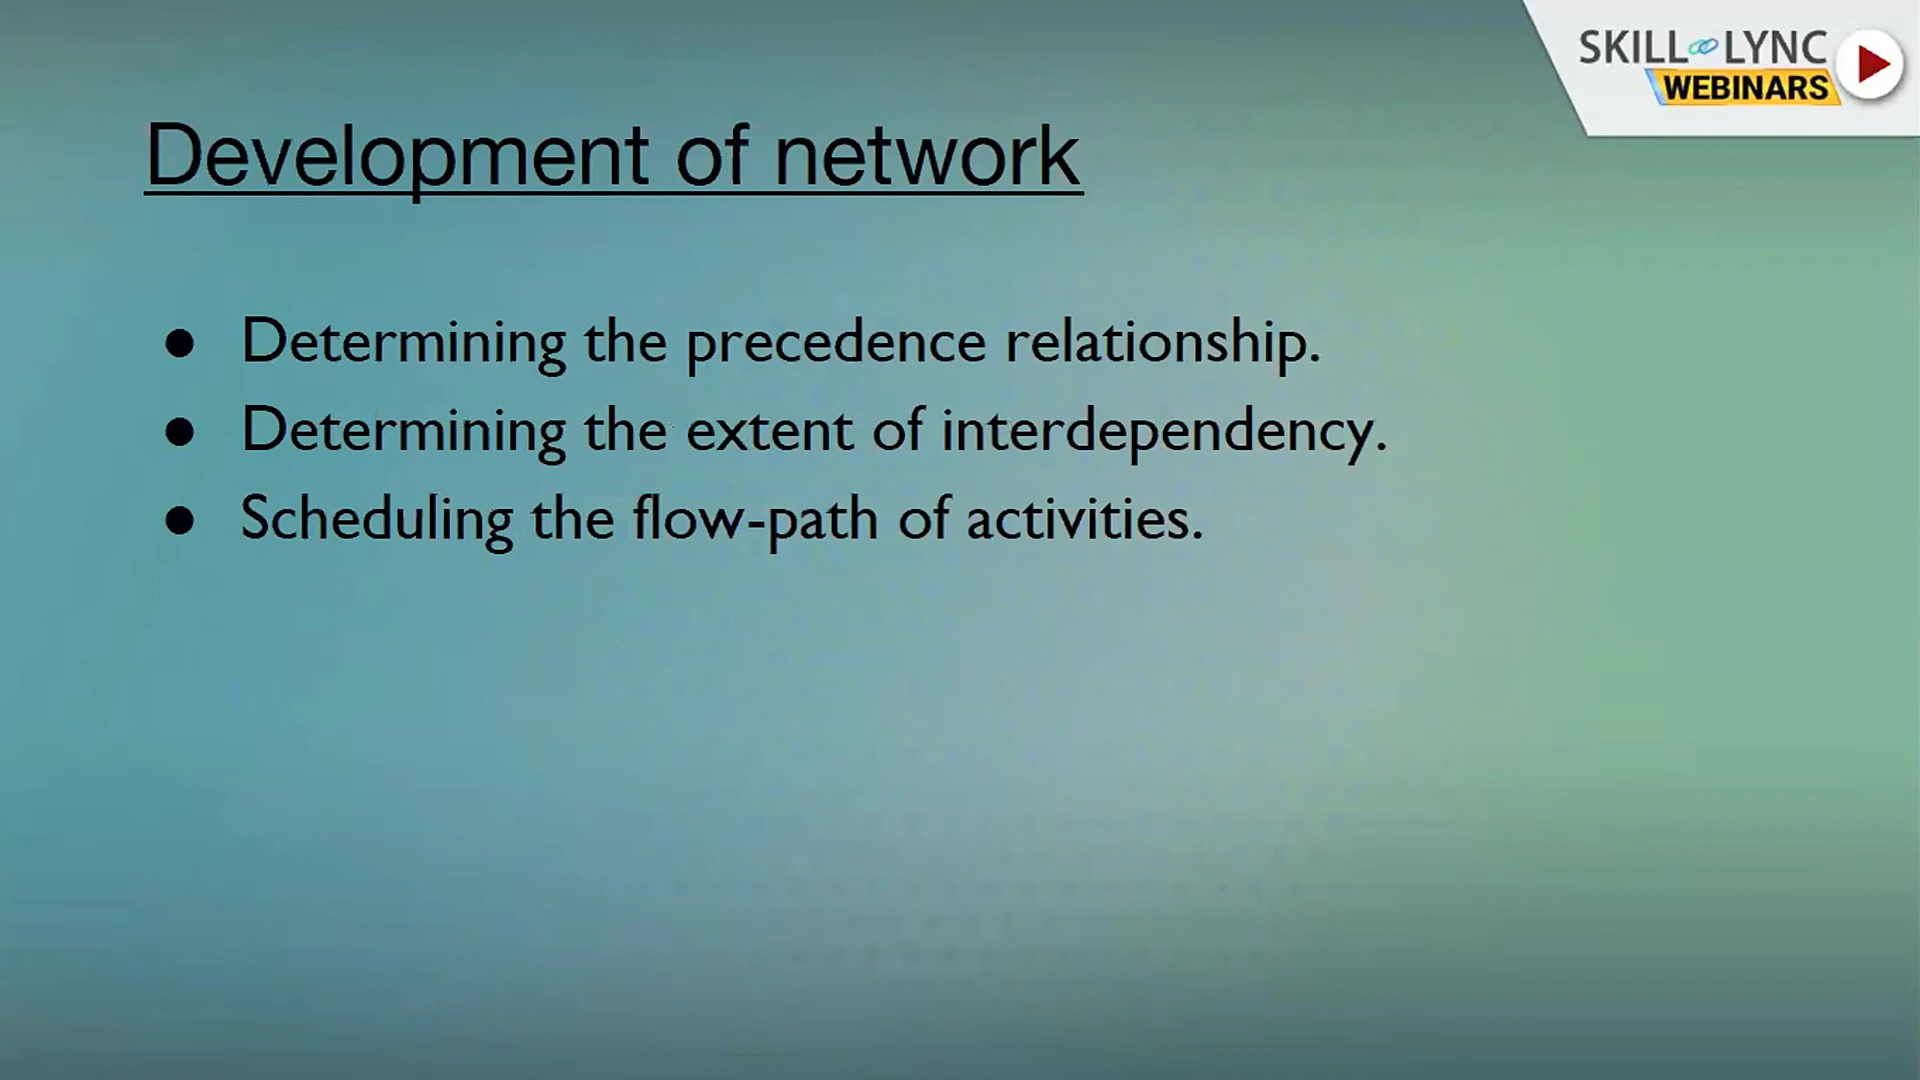 SKILL LYNC
WEBINARS
Development of network
● Determining the precedence relationship.
● Determining the extent of interdependency.
● Scheduling the flow-path of activities.